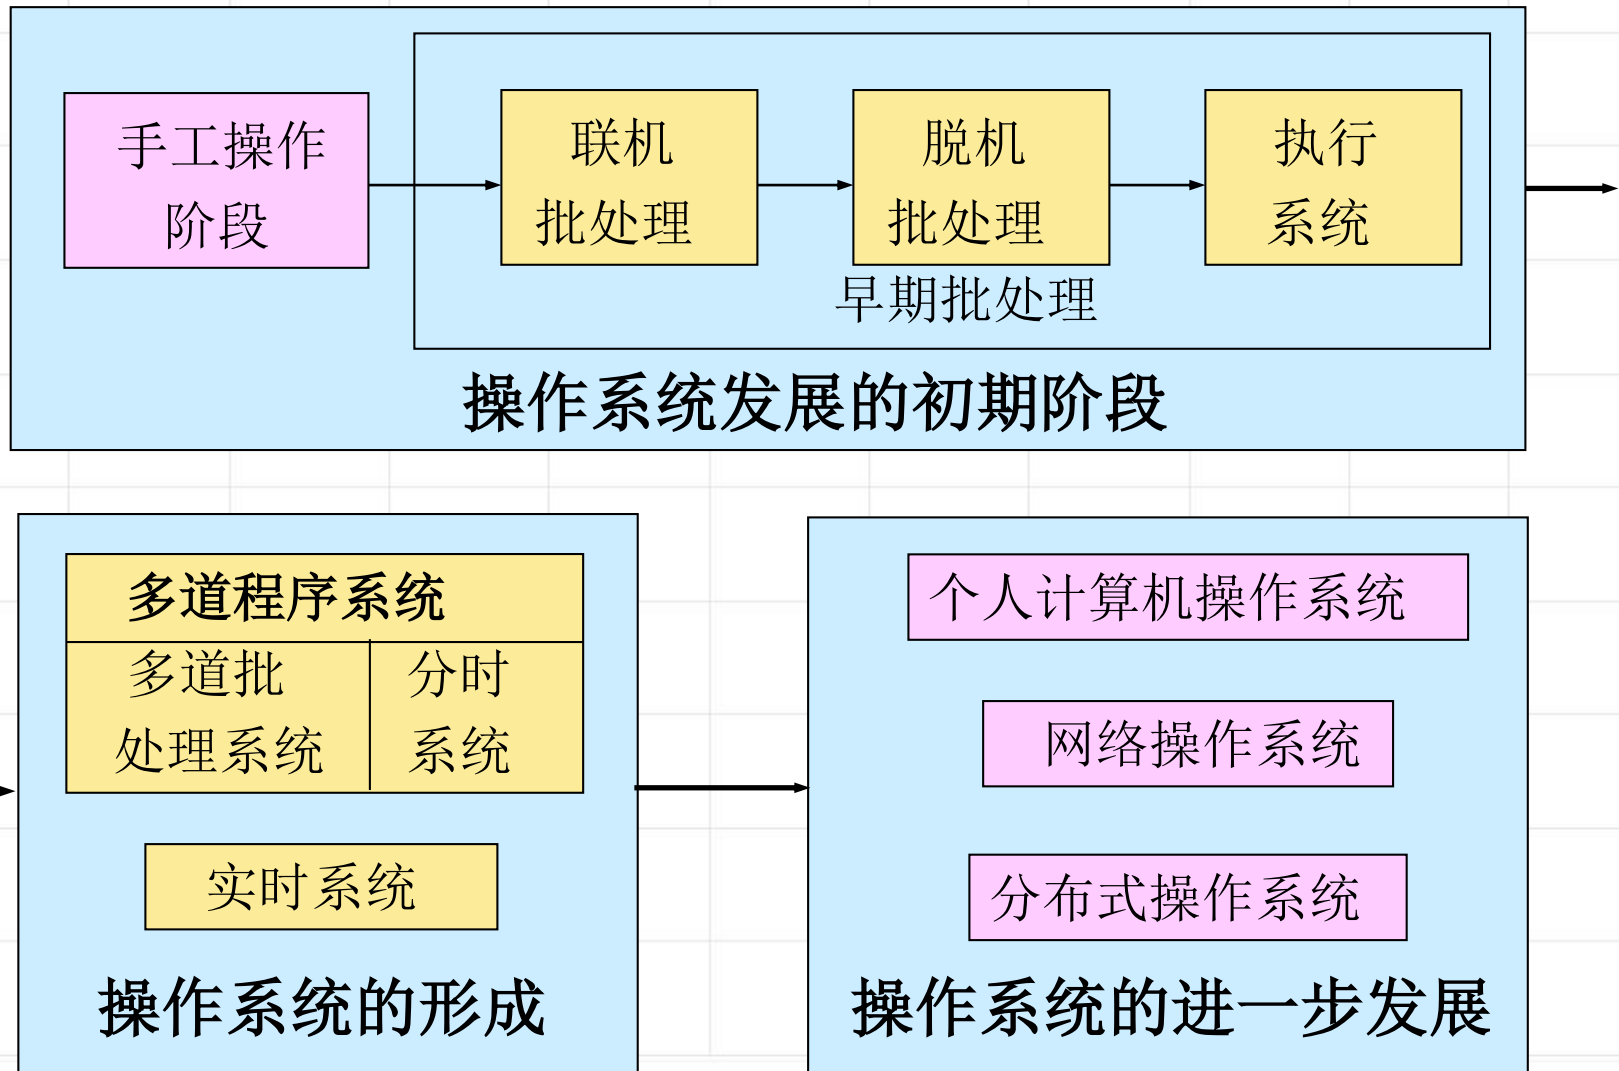 手工操作
阶段
联机
批处理
脱机
批处理
执行
系统
早期批处理
操作系统发展的初期阶段
多道程序系统
多道批
处理系统
分时
系统
实时系统
操作系统的形成
个人计算机操作系统
网络操作系统
分布式操作系统
操作系统的进一步发展